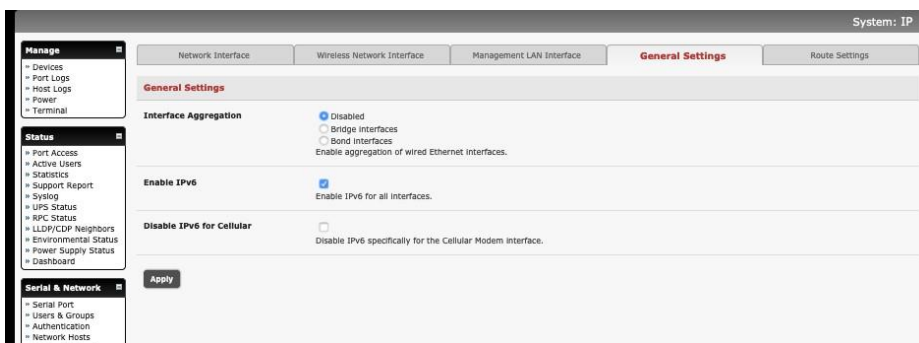 System: IP
Manage
Devices
Port Logs
Host Logs
Power
Terminal
Status
Port Access
Active Users
Statistics
Support Report
Syslog
UPS Status
RPC Status
LLDP/CDP Neighbors
Environmental Status
Power Supply Status
Dashboard
Serial & Network
Serial Port
Users & Groups
Authentication
Network Hosts
Network Interface
Wireless Network Interface
Management LAN Interface
General Settings
Route Settings
General Settings
Interface Aggregation
Disabled
Bridge interfaces
Bond interfaces
Enable aggregation of wired Ethernet interfaces.
Enable IPv6
Enable IPv6 for all interfaces.
Disable IPv6 for Cellular
Disable IPv6 specifically for the Cellular Modem interface.
Apply